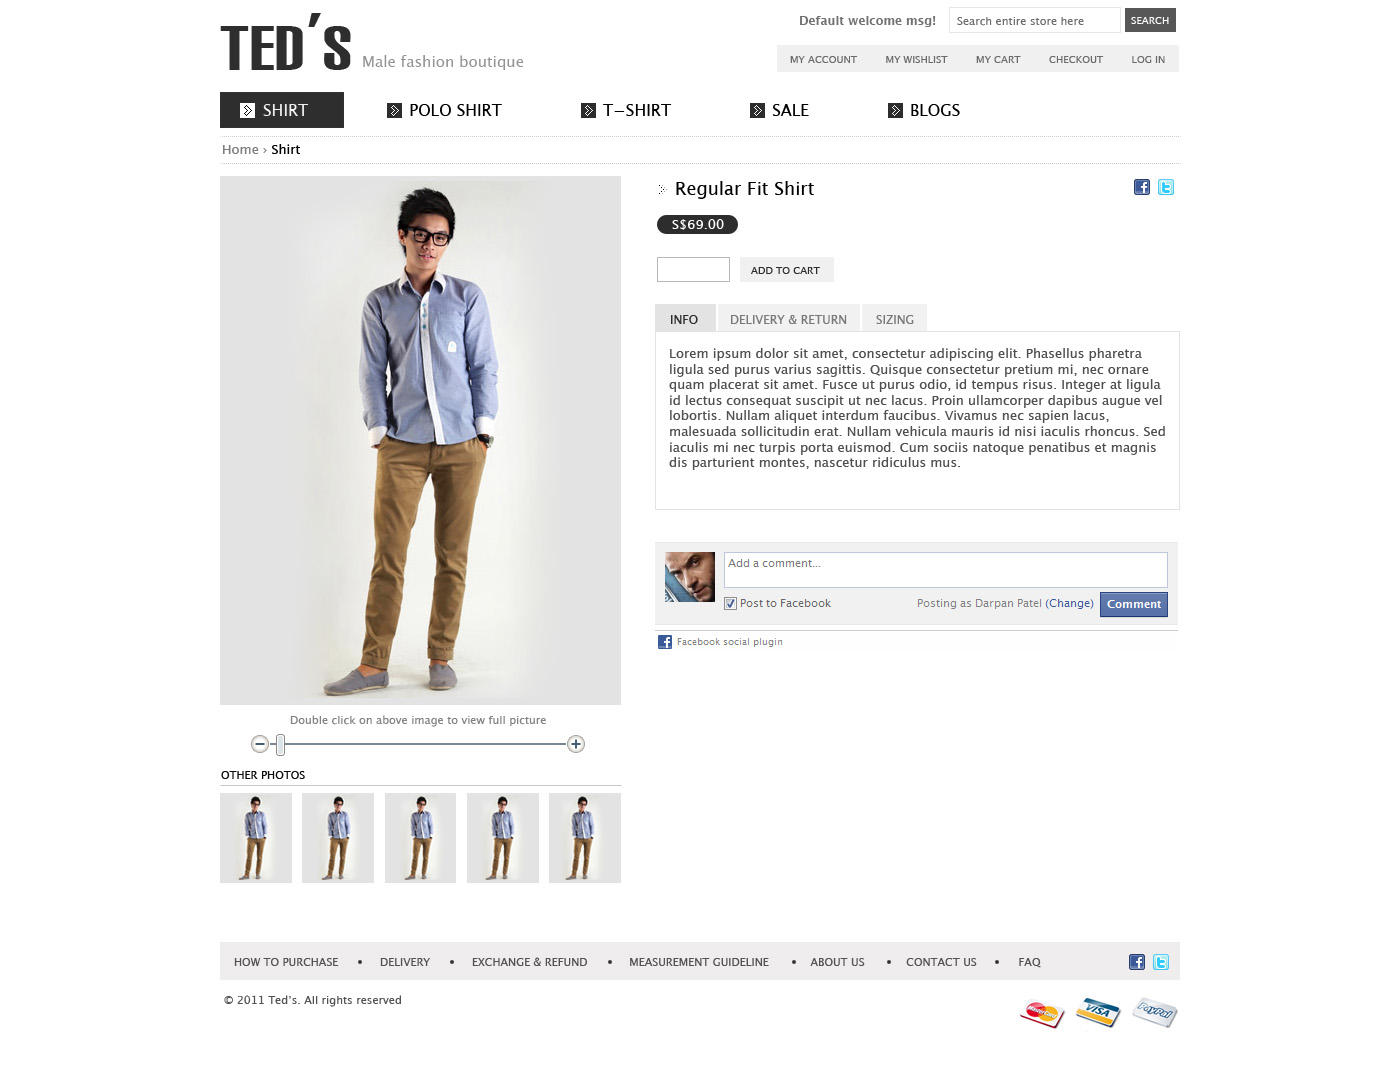 TED'S
Male fashion boutique
Default welcome msg!
Search entire store here
SEARCH
MY ACCOUNT
MY WISHLIST
MY CART
CHECKOUT
LOG IN
SHIRT
POLO SHIRT
T-SHIRT
SALE
BLOGS
Home › Shirt
Regular Fit Shirt
S$69.00
ADD TO CART
INFO
DELIVERY & RETURN
SIZING
Lorem ipsum dolor sit amet, consectetur adipiscing elit. Phasellus pharetra
ligula sed purus varius sagittis. Quisque consectetur pretium mi, nec ornare
quam placerat sit amet. Fusce ut purus odio, id tempus risus. Integer at ligula
id lectus consequat suscipit ut nec lacus. Proin ullamcorper dapibus augue vel
lobortis. Nullam aliquet interdum faucibus. Vivamus nec sapien lacus,
malesuada sollicitudin erat. Nullam vehicula mauris id nisi iaculis rhoncus. Sed
iaculis mi nec turpis porta euismod. Cum sociis natoque penatibus et magnis
dis parturient montes, nascetur ridiculus mus.
Add a comment...
Post to Facebook
Posting as Darpan Patel (Change)
Comment
Facebook social plugin
Double click on above image to view full picture
OTHER PHOTOS
HOW TO PURCHASE • DELIVERY • EXCHANGE & REFUND • MEASUREMENT GUIDELINE • ABOUT US • CONTACT US • FAQ
© 2011 Ted's. All rights reserved
MasterCard
VISA
PayPal